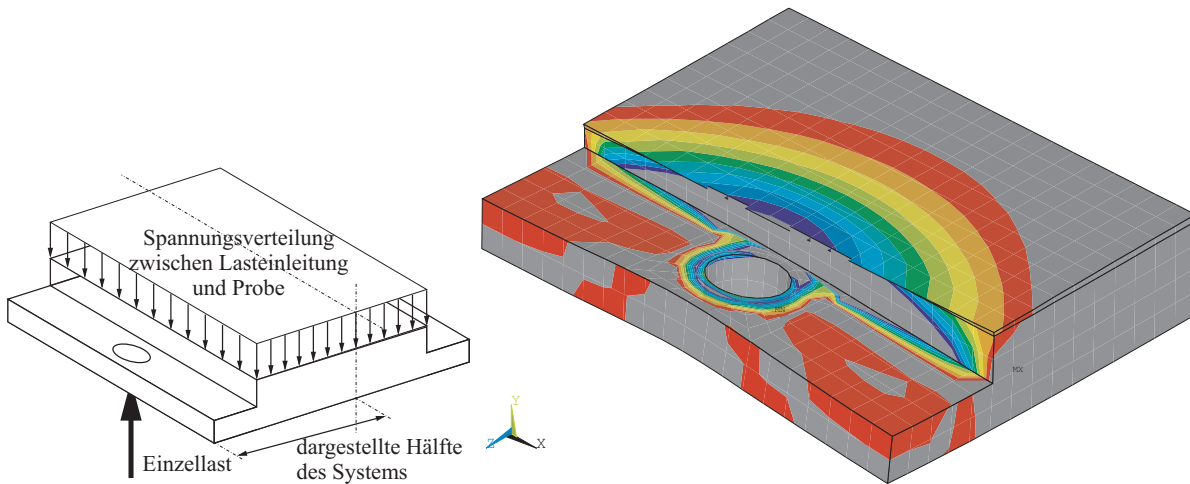 Spannungsverteilung
zwischen Lasteinleitung
und Probe
Einzellast
dargestellte Hälfte
des Systems
Y
Z
X
MN
MX